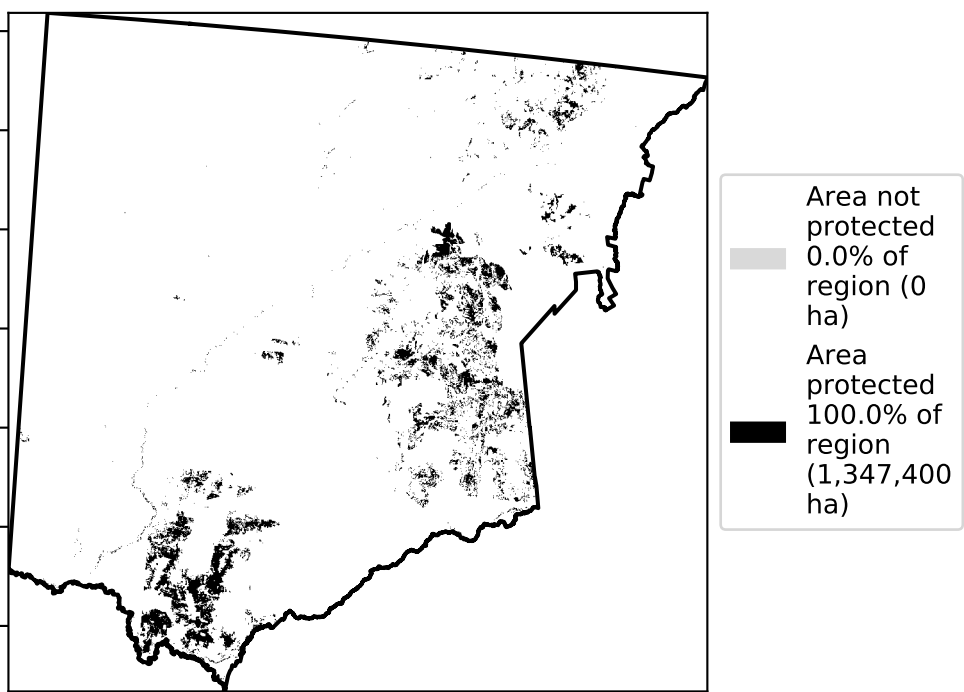 Area not
protected
0.0% of
region (0
ha)
Area
protected
100.0% of
region
(1,347,400
ha)